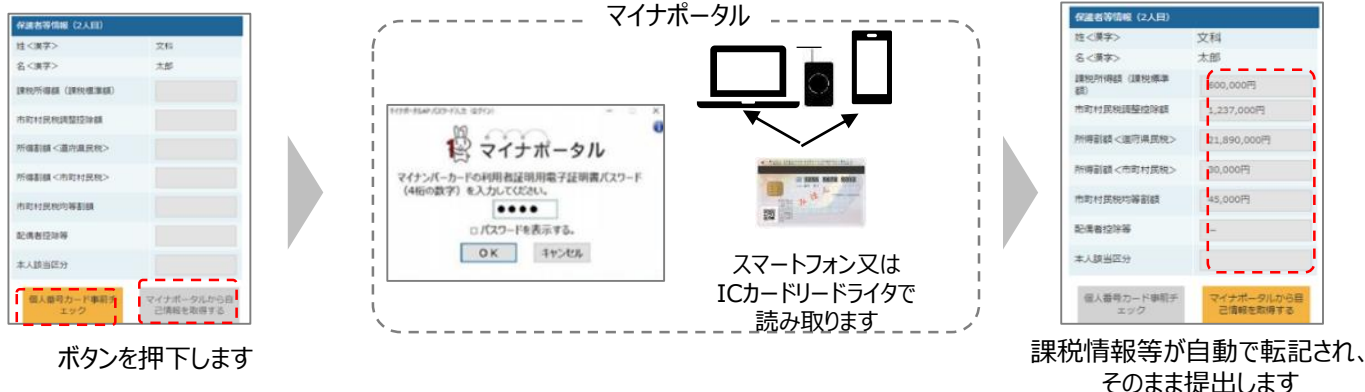 保護者等情報（2人目）
姓<漢字> 文科
名<漢字> 太郎
課税所得額（課税標準額）
市町村民税調整控除額
所得割額<道府県民税>
所得割額<市町村民税>
市町村民税均等割額
配偶者控除等
本人該当区分
個人番号カード事前チ
ェック
マイナポータルから自
己情報を取得する
ボタンを押下します
マイナポータル
マイナポータル
マイナンバーカードの利用者証明用電子証明書パスワード
（4桁の数字）を入力してください。
●●●●
□パスワードを表示する。
OK キャンセル
スマートフォン又は
ICカードリードライタで
読み取ります
保護者等情報（2人目）
姓<漢字> 文科
名<漢字> 太郎
課税所得額（課税標準
額） 600,000円
市町村民税調整控除額 1,237,000円
所得割額<道府県民税> 21,890,000円
所得割額<市町村民税> 30,000円
市町村民税均等割額 45,000円
配偶者控除等 −
本人該当区分
個人番号カード事前チ
ェック
マイナポータルから自
己情報を取得する
課税情報等が自動で転記され、
そのまま提出します